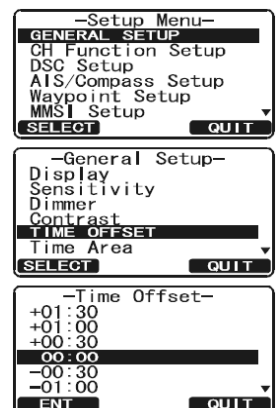 —Setup Menu—
GENERAL SETUP
CH Function Setup
DSC Setup
AIS/Compass Setup
Waypoint Setup
MMSI Setup ▼
SELECT QUIT
—General Setup—
Display
Sensitivity
Dimmer
Contrast
TIME OFFSET
Time Area ▼
SELECT QUIT
—Time Offset—
+01:30
+01:00
+00:30
00:00
−00:30
−01:00 ▼
ENT QUIT